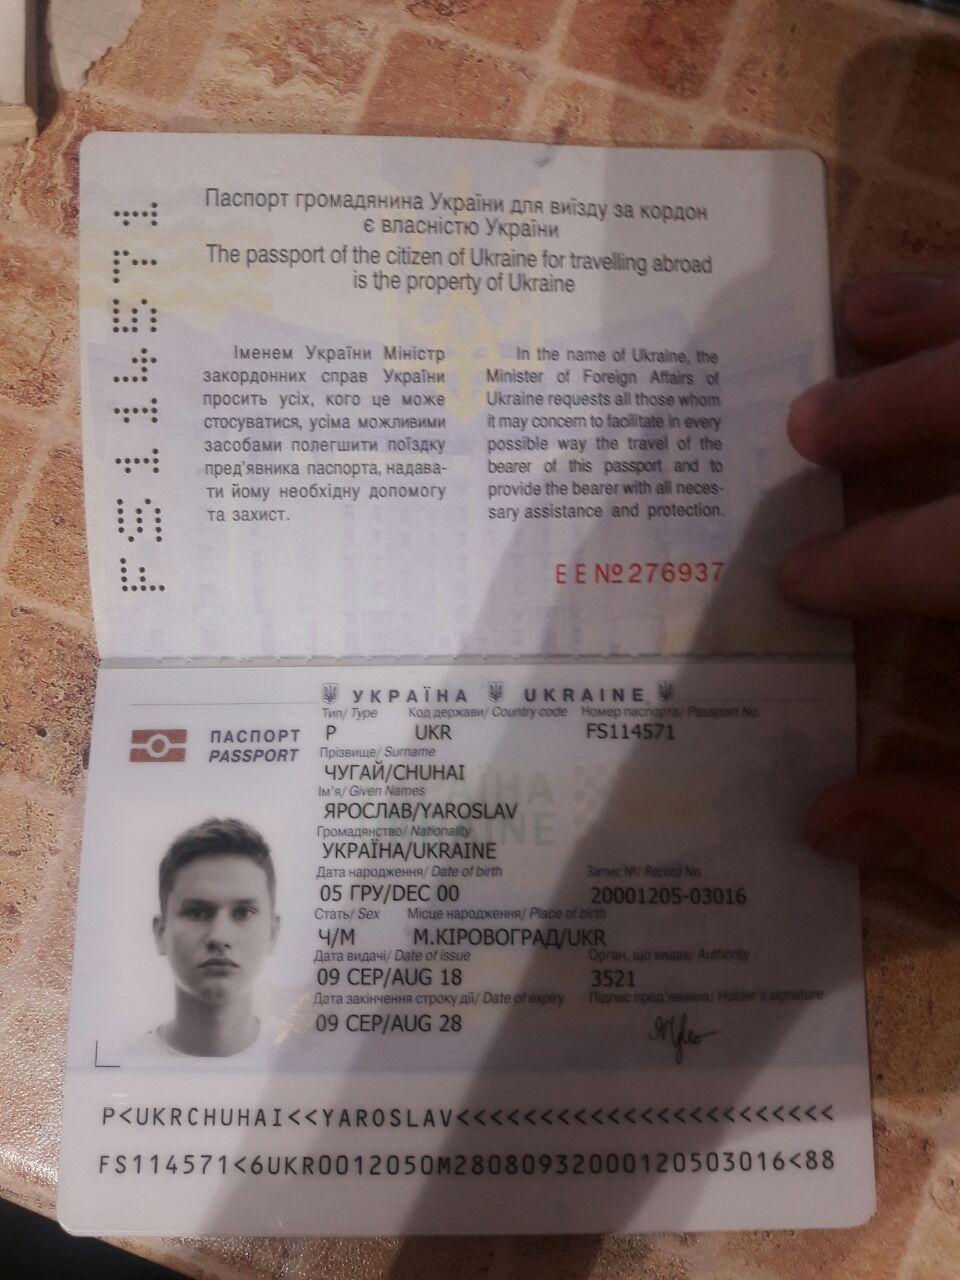 FS114571
Паспорт громадянина України для виїзду за кордон
є власністю України
The passport of the citizen of Ukraine for travelling abroad
is the property of Ukraine
Іменем України Міністр
закордонних справ України
просить усіх, кого це може
стосуватися, усіма можливими
засобами полегшити поїздку
пред'явника паспорта, надава-
ти йому необхідну допомогу
та захист.
In the name of Ukraine, the
Minister of Foreign Affairs of
Ukraine requests all those whom
it may concern to facilitate in every
possible way the travel of the
bearer of this passport and to
provide the bearer with all neces-
sary assistance and protection.
EE №276937
УКРАЇНА UKRAINE
ПАСПОРТ
PASSPORT
Тип/ Type Код держави/ Country code Номер паспорта/ Passport No.
P UKR FS114571
Прізвище/ Surname
ЧУГАЙ/CHUHAI
Ім'я/ Given Names
ЯРОСЛАВ/YAROSLAV
Громадянство/ Nationality
УКРАЇНА/UKRAINE
Дата народження/ Date of birth Запис №/ Record No.
05 ГРУ/DEC 00 20001205-03016
Стать/ Sex Місце народження/ Place of birth
Ч/M М.КІРОВОГРАД/UKR
Дата видачі/ Date of issue Орган, що видав/ Authority
09 СЕР/AUG 18 3521
Дата закінчення строку дії/ Date of expiry Підпис пред'явника/ Holder's signature
09 СЕР/AUG 28
P<UKRCHUHAI<<YAROSLAV<<<<<<<<<<<<<<<<<<<<<<<
FS114571<6UKR0012050M2808093200012050​3016<88